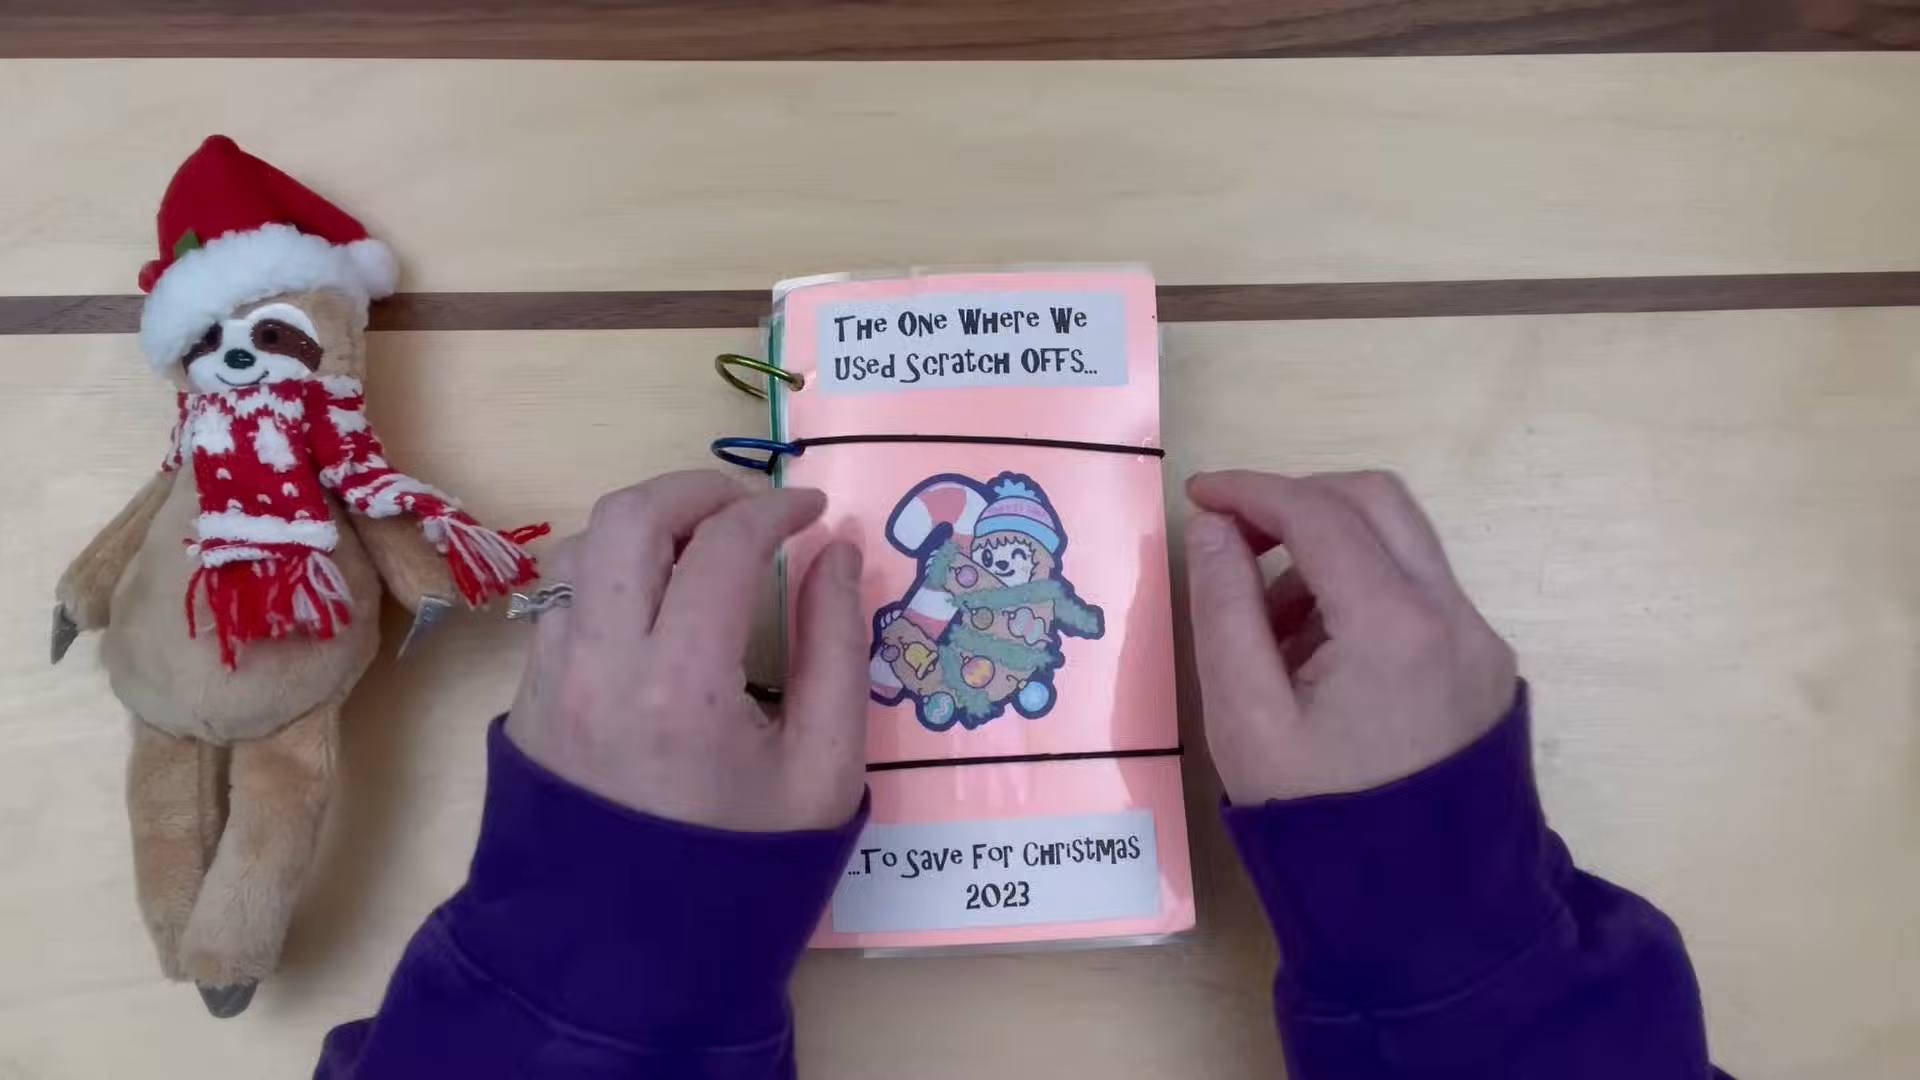 The One Where We
Used Scratch Offs...
...To Save For Christmas
2023